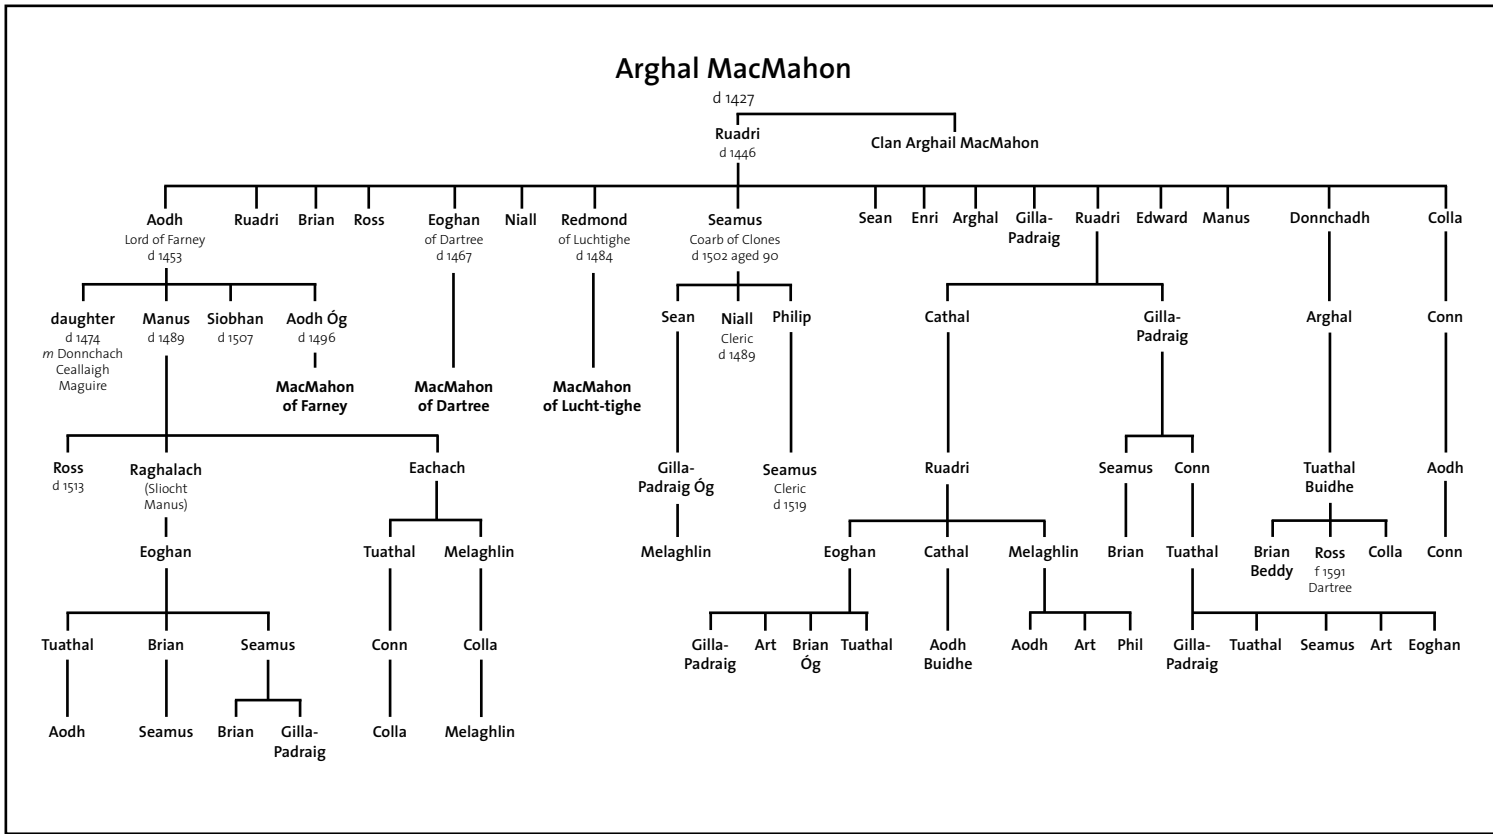 Arghal MacMahon
d 1427
Ruadri
d 1446
Clan Arghail MacMahon
Aodh
Lord of Farney
d 1453
Ruadri
Brian
Ross
Eoghan
of Dartree
d 1467
Niall
Redmond
of Luchtighe
d 1484
Seamus
Coarb of Clones
d 1502 aged 90
Sean
Enri
Arghal
Gilla-
Padraig
Ruadri
Edward
Manus
Donnchadh
Colla
daughter
d 1474
m Donnchach
Ceallaigh
Maguire
Manus
d 1489
Siobhan
d 1507
Aodh Óg
d 1496
MacMahon
of Farney
MacMahon
of Dartree
MacMahon
of Lucht-tighe
Sean
Niall
Cleric
d 1489
Philip
Cathal
Gilla-
Padraig
Arghal
Conn
Ross
d 1513
Raghalach
(Sliocht
Manus)
Eachach
Gilla-
Padraig Óg
Seamus
Cleric
d 1519
Ruadri
Seamus
Conn
Tuathal
Buidhe
Aodh
Eoghan
Tuathal
Melaghlin
Melaghlin
Eoghan
Cathal
Melaghlin
Brian
Tuathal
Brian
Beddy
Ross
f 1591
Dartree
Colla
Conn
Tuathal
Brian
Seamus
Conn
Colla
Gilla-
Padraig
Art
Brian
Óg
Tuathal
Aodh
Buidhe
Aodh
Art
Phil
Gilla-
Padraig
Tuathal
Seamus
Art
Eoghan
Aodh
Seamus
Brian
Gilla-
Padraig
Colla
Melaghlin